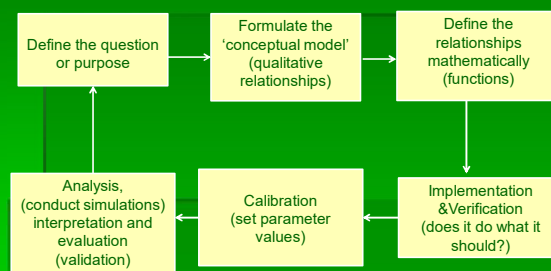 Define the question
or purpose
Formulate the
‘conceptual model’
(qualitative
relationships)
Define the
relationships
mathematically
(functions)
Implementation
&Verification
(does it do what it
should?)
Calibration
(set parameter
values)
Analysis,
(conduct simulations)
interpretation and
evaluation
(validation)